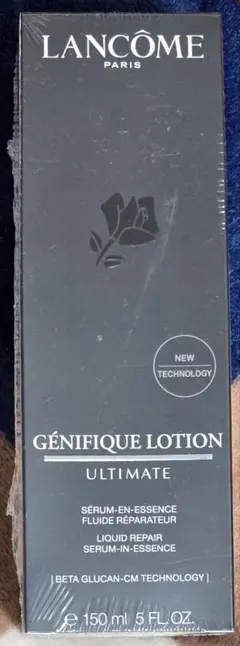 LANCÔME
PARIS
NEW
TECHNOLOGY
GÉNIFIQUE LOTION
ULTIMATE
SÉRUM-EN-ESSENCE
FLUIDE RÉPARATEUR
LIQUID REPAIR
SERUM-IN-ESSENCE
| BETA GLUCAN-CM TECHNOLOGY |
e 150 ml 5 FL. OZ.